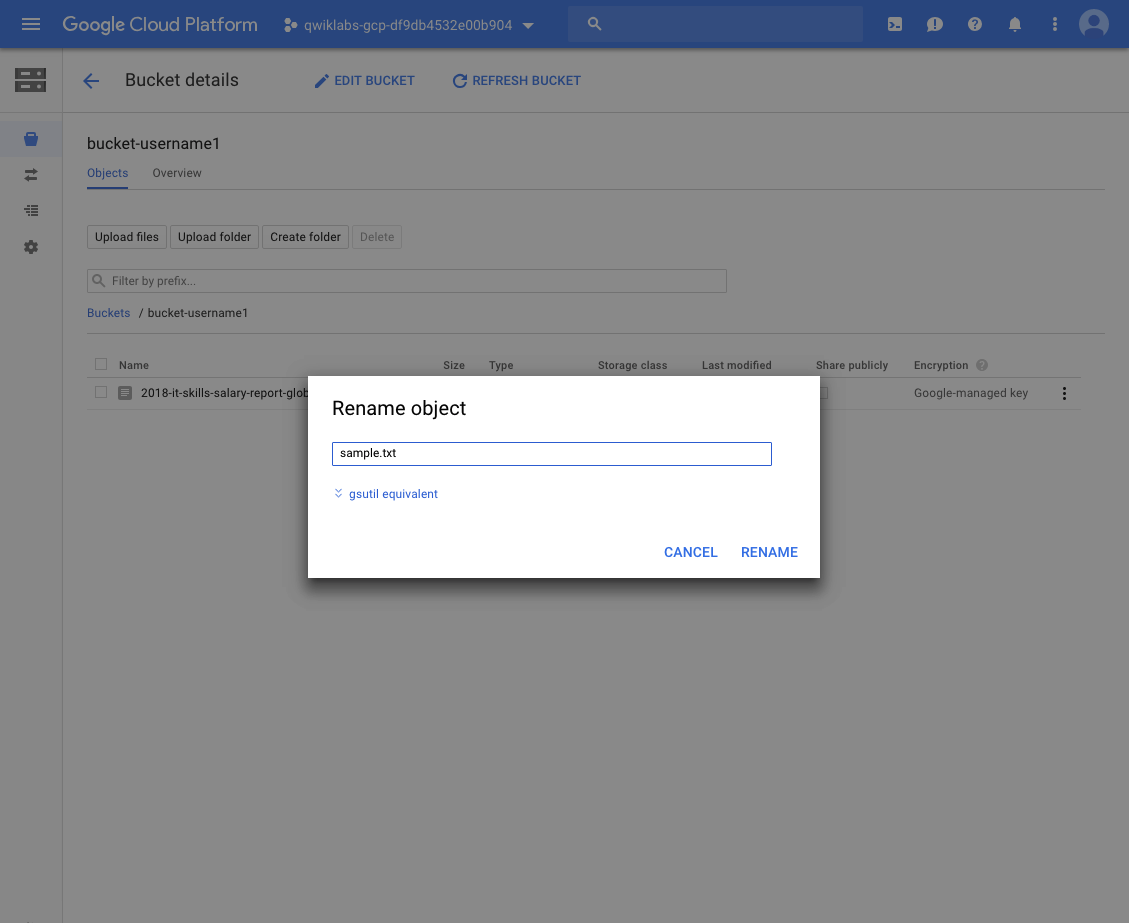 Google Cloud Platform qwiklabs-gcp-df9db4532e00b904
Bucket details EDIT BUCKET REFRESH BUCKET
bucket-username1
Objects Overview
Upload files Upload folder Create folder Delete
Filter by prefix...
Buckets / bucket-username1
Name Size Type Storage class Last modified Share publicly Encryption
2018-it-skills-salary-report-glob Google-managed key
Rename object
sample.txt
gsutil equivalent
CANCEL RENAME